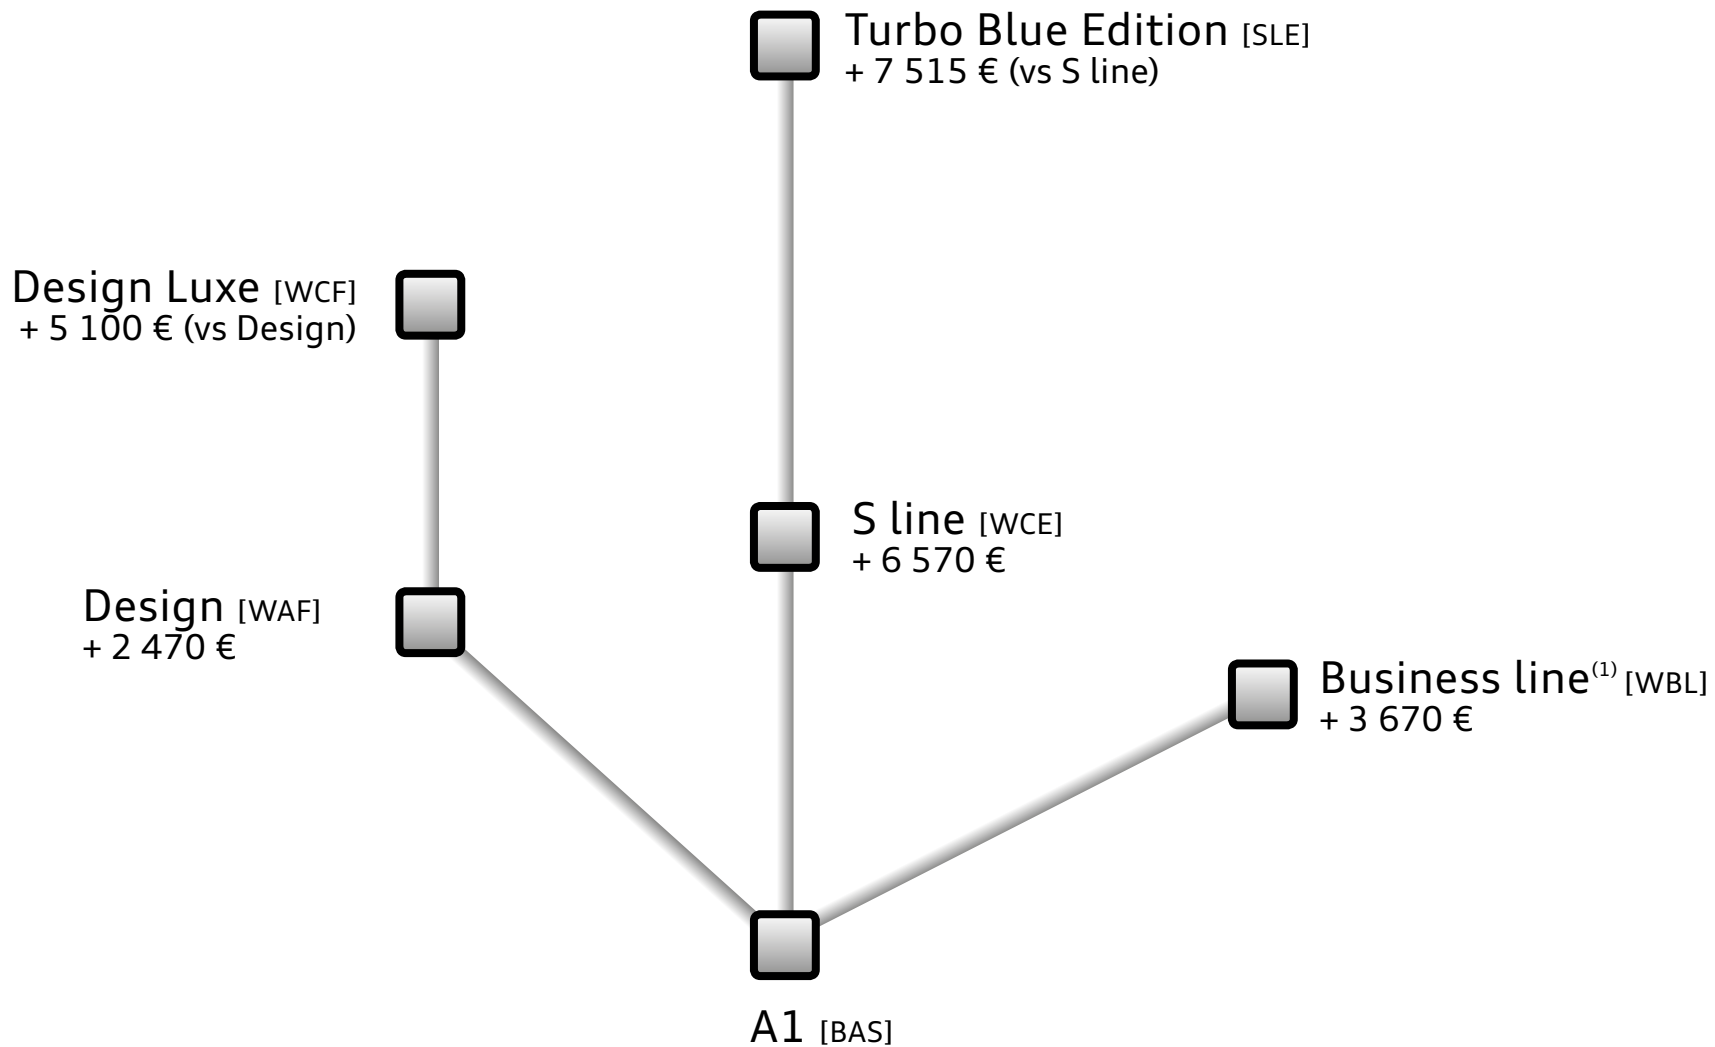 Turbo Blue Edition [SLE]
+ 7 515 € (vs S line)
Design Luxe [WCF]
+ 5 100 € (vs Design)
S line [WCE]
+ 6 570 €
Design [WAF]
+ 2 470 €
Business line(1) [WBL]
+ 3 670 €
A1 [BAS]